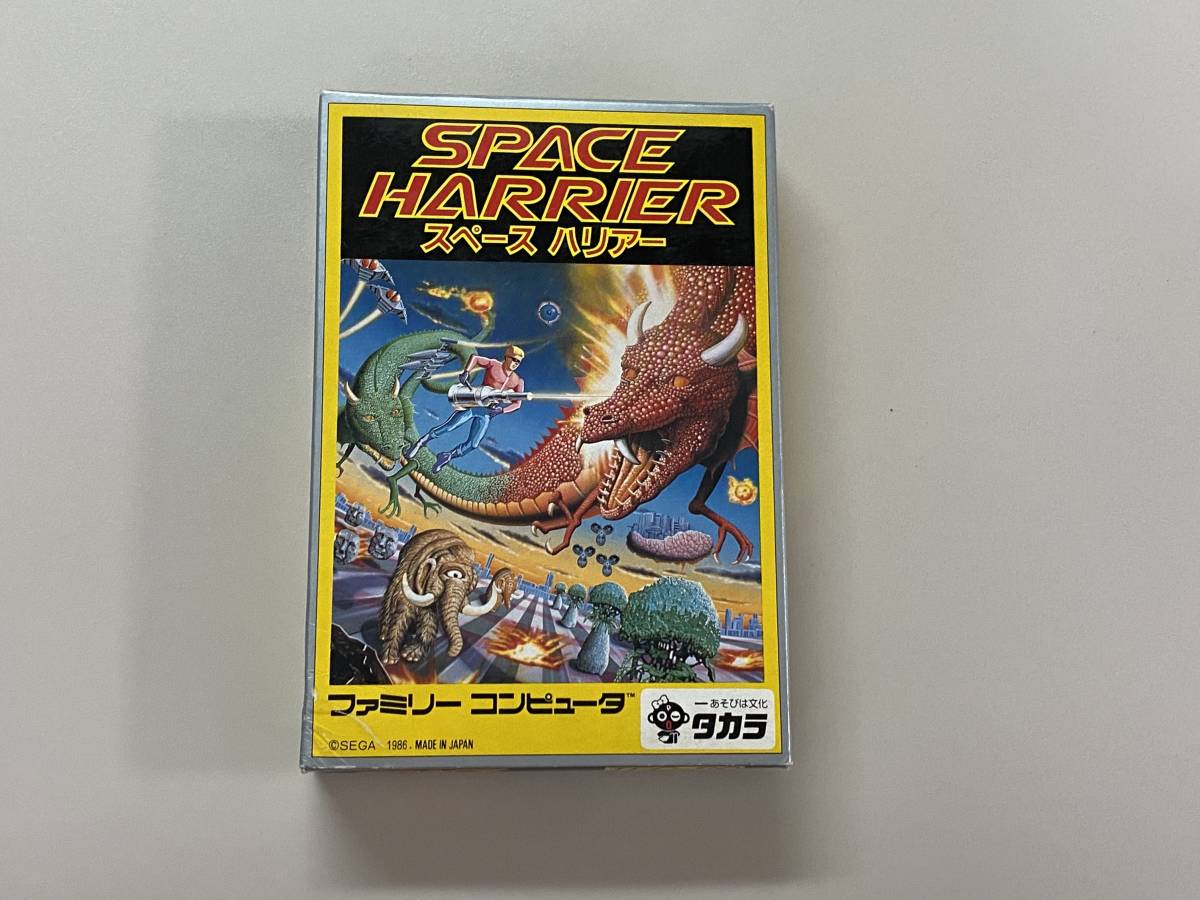 SPACE
HARRIER
スペース ハリアー
ファミリー コンピュータ™
ーあそびは文化
タカラ
©SEGA 1986. MADE IN JAPAN